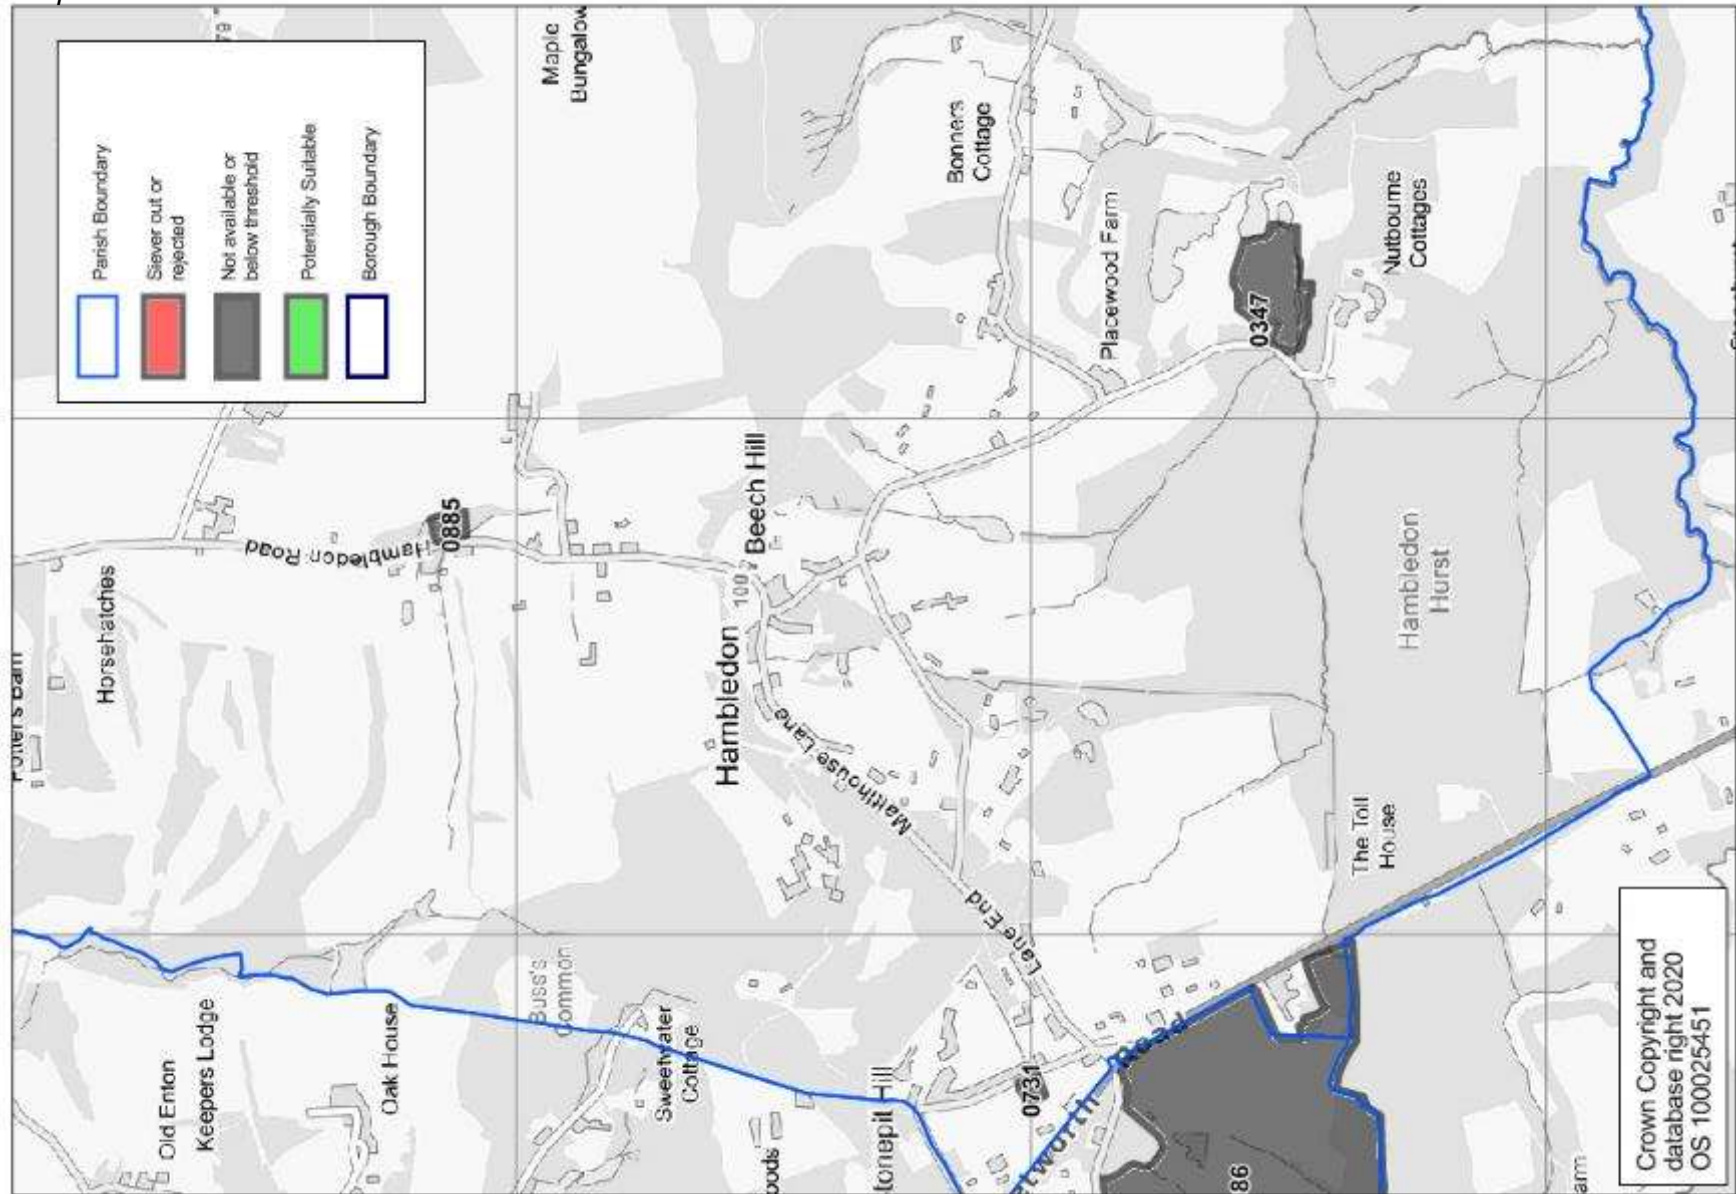 Parish Boundary
Siever out or
rejected
Not available or
below threshold
Potentially Suitable
Borough Boundary
79
Maple
Bungalow
Bonners
Cottage
Placewood Farm
Nutbourne
Cottages
0347
Horsehatches
Hambledon Road
0885
Beech Hill
100
Hambledon
Malthouse Lane
Hambledon
Hurst
The Toll
House
Lane End
Old Enton
Keepers Lodge
Oak House
Buss's
Common
Sweetwater
Cottage
0731
Road
86
Crown Copyright and
database right 2020
OS 100025451